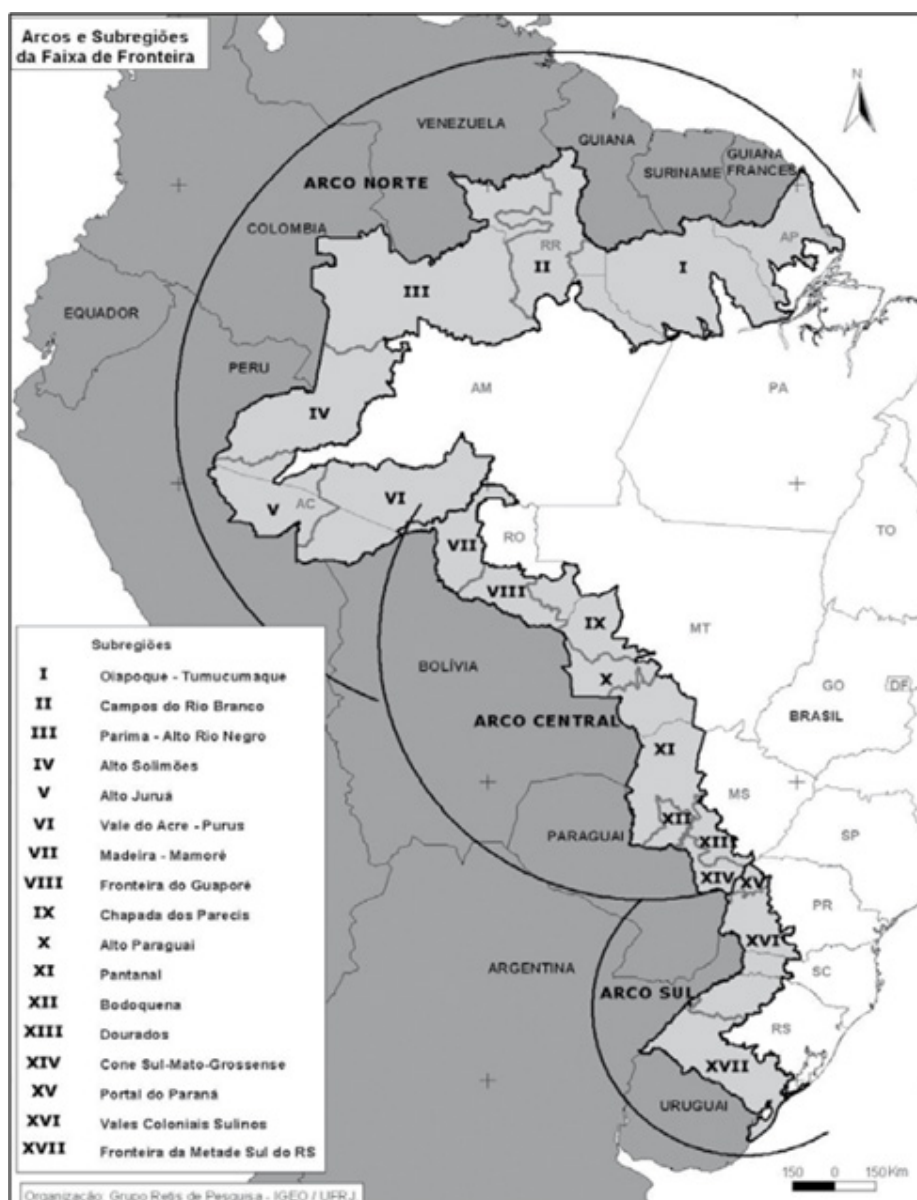 Arcos e Subregiões
da Faixa de Fronteira
N
VENEZUELA
GUIANA
SURINAME
GUIANA
FRANCESA
ARCO NORTE
COLOMBIA
RR
AP
II
I
III
EQUADOR
PERU
IV
AM
PA
V
AC
VI
TO
VII
RO
VIII
IX
MT
BOLÍVIA
X
GO
DF
ARCO CENTRAL
BRASIL
XI
MS
XII
PARAGUAI
XIII
SP
XIV
XV
PR
XVI
ARGENTINA
SC
ARCO SUL
RS
XVII
URUGUAI
Subregiões
I Oiapoque - Tumucumaque
II Campos do Rio Branco
III Parima - Alto Rio Negro
IV Alto Solimões
V Alto Juruá
VI Vale do Acre - Purus
VII Madeira - Mamoré
VIII Fronteira do Guaporé
IX Chapada dos Parecis
X Alto Paraguai
XI Pantanal
XII Bodoquena
XIII Dourados
XIV Cone Sul-Mato-Grossense
XV Portal do Paraná
XVI Vales Coloniais Sulinos
XVII Fronteira da Metade Sul do RS
150 0 150 Km
Organização: Grupo Retis de Pesquisa - IGEO / UFRJ